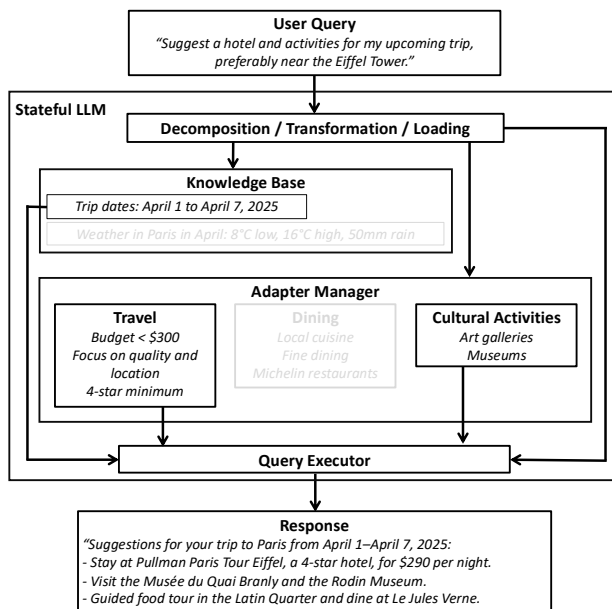 User Query
“Suggest a hotel and activities for my upcoming trip,
preferably near the Eiffel Tower.”
Stateful LLM
Decomposition / Transformation / Loading
Knowledge Base
Trip dates: April 1 to April 7, 2025
Weather in Paris in April: 8°C low, 16°C high, 50mm rain
Adapter Manager
Travel
Budget < $300
Focus on quality and
location
4-star minimum
Dining
Local cuisine
Fine dining
Michelin restaurants
Cultural Activities
Art galleries
Museums
Query Executor
Response
“Suggestions for your trip to Paris from April 1–April 7, 2025:
- Stay at Pullman Paris Tour Eiffel, a 4-star hotel, for $290 per night.
- Visit the Musée du Quai Branly and the Rodin Museum.
- Guided food tour in the Latin Quarter and dine at Le Jules Verne.